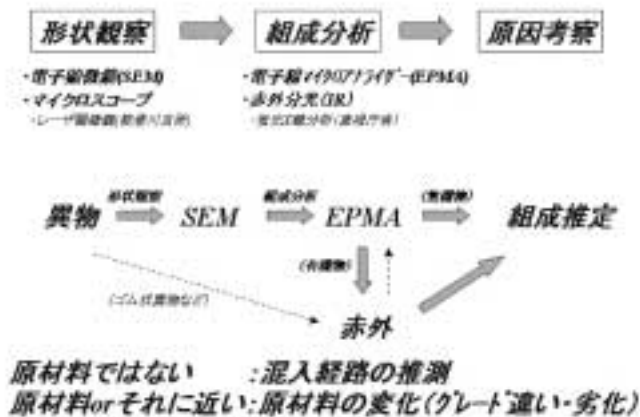 形状観察 組成分析 原因考察
・電子顕微鏡(SEM) ・電子線マイクロアナライザー(EPMA)
・マイクロスコープ ・赤外分光(IR)
・レーザ顕微鏡
形状観察 組成分析 (無機物)
異物 SEM EPMA 組成推定
(有機物)
(ゴム状異物など)
赤外
原材料ではない :混入経路の推測
原材料orそれに近い:原材料の変化(グレード違い・劣化)